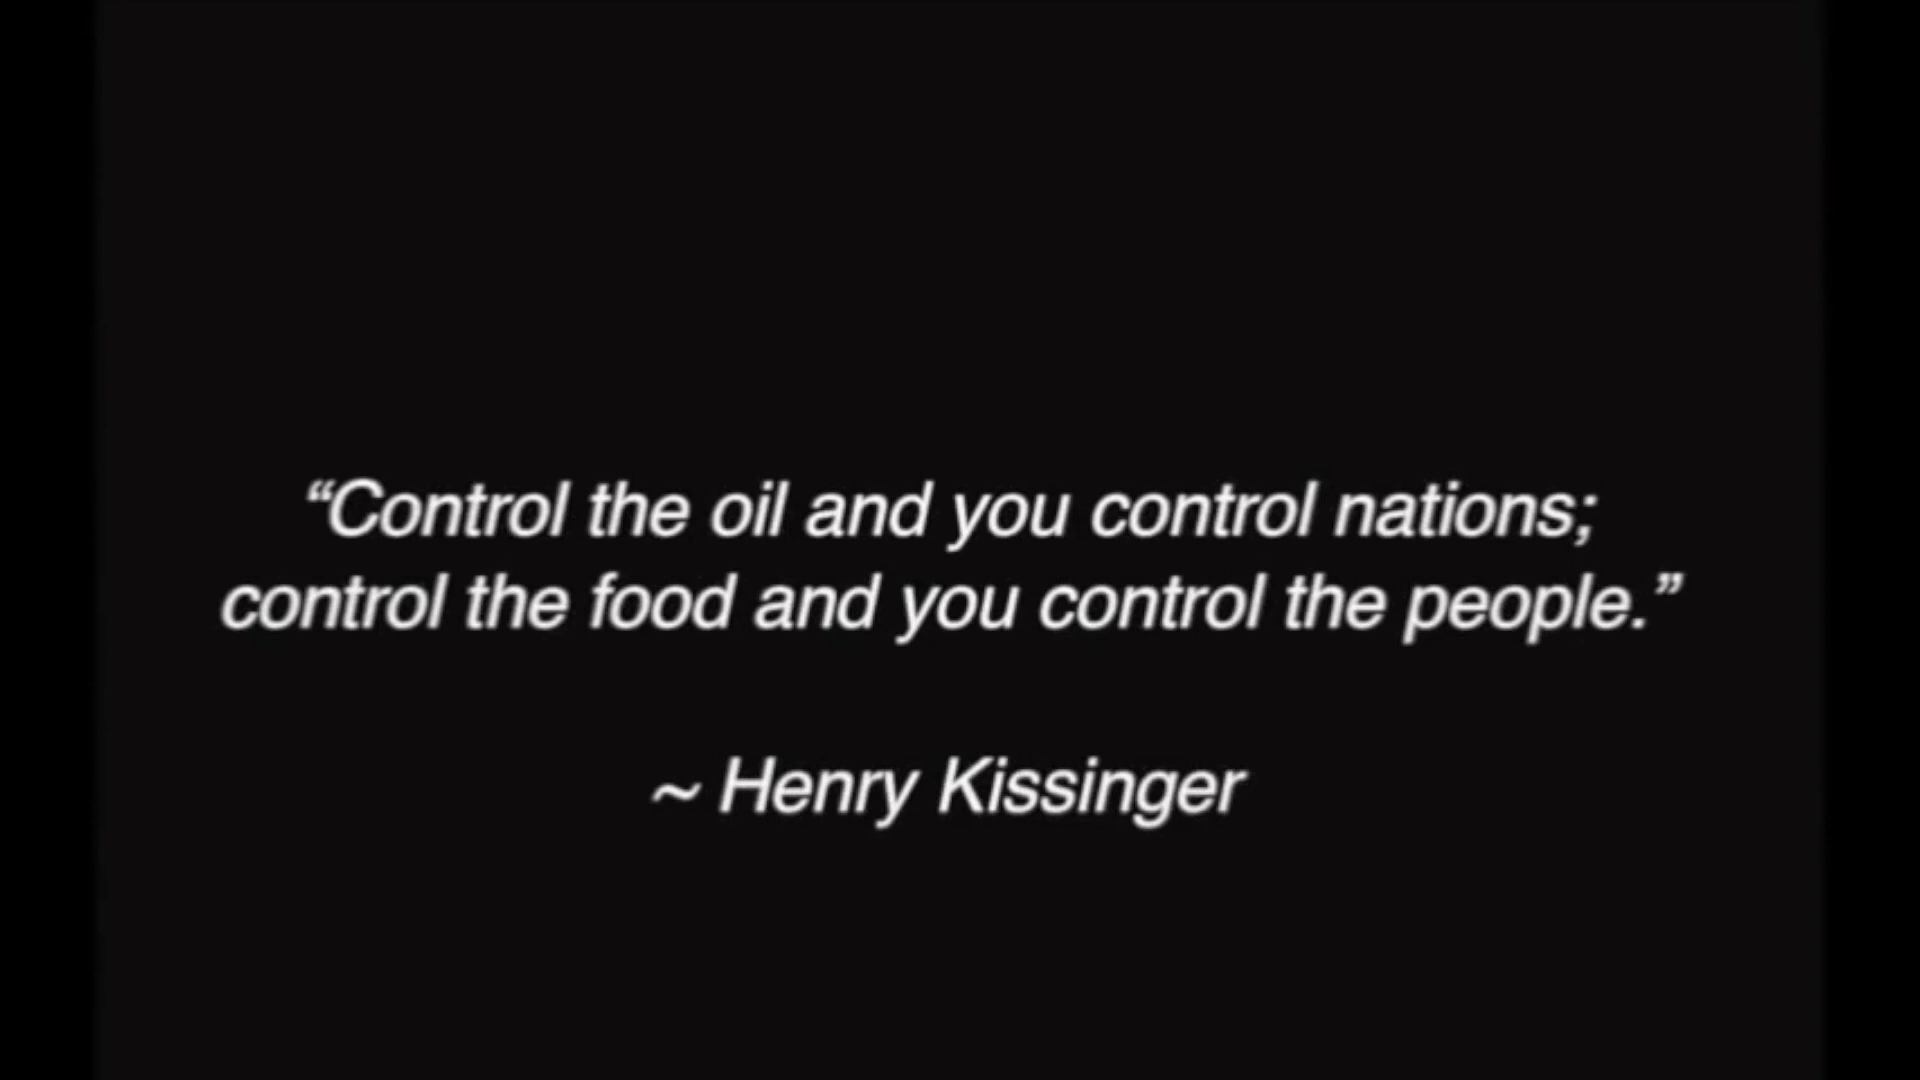 “Control the oil and you control nations;
control the food and you control the people.”
~ Henry Kissinger